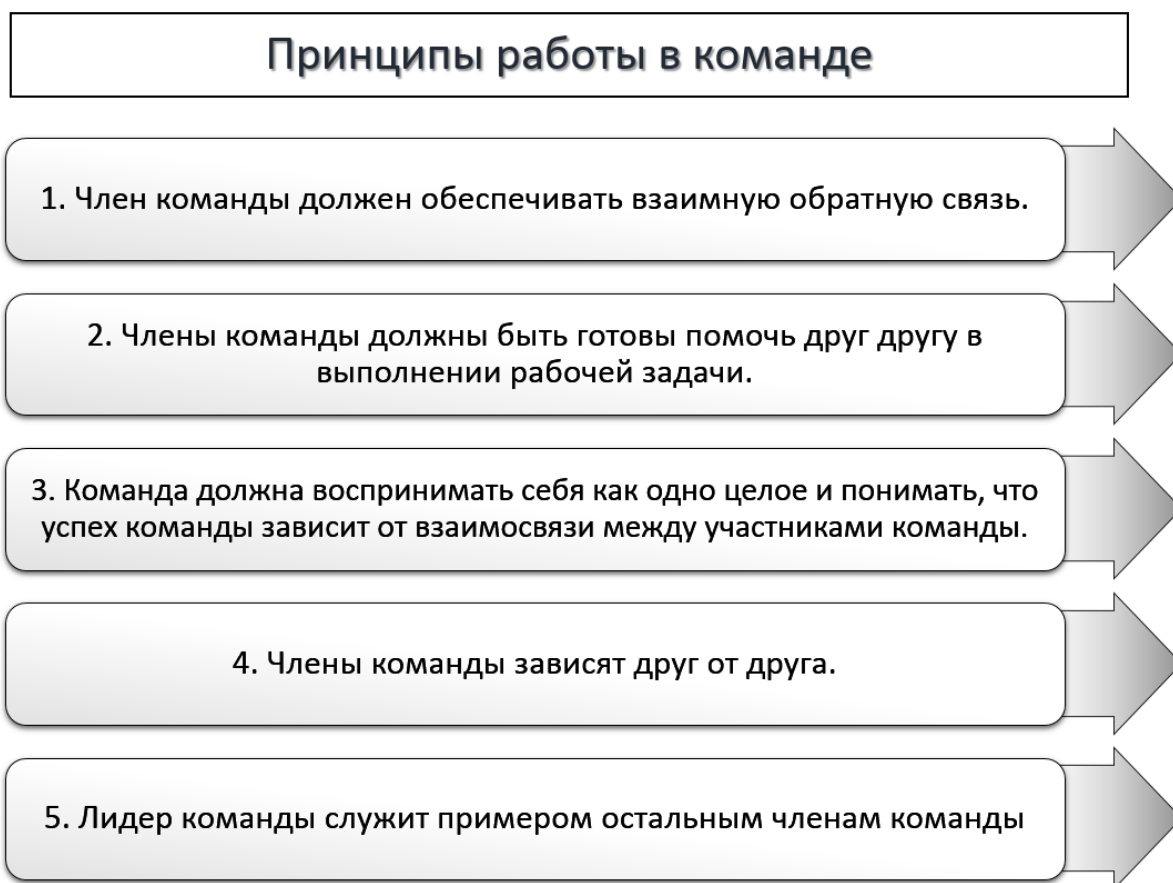 Принципы работы в команде
1. Член команды должен обеспечивать взаимную обратную связь.
2. Члены команды должны быть готовы помочь друг другу в
выполнении рабочей задачи.
3. Команда должна воспринимать себя как одно целое и понимать, что
успех команды зависит от взаимосвязи между участниками команды.
4. Члены команды зависят друг от друга.
5. Лидер команды служит примером остальным членам команды